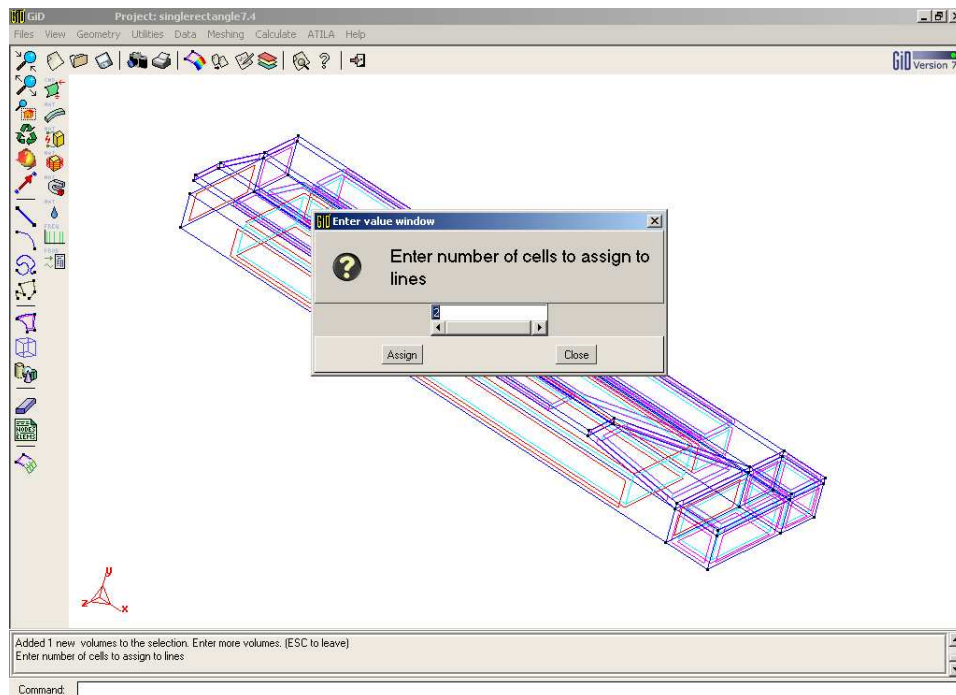 GiD Project: singlerectangle7.4
Files View Geometry Utilities Data Meshing Calculate ATILA Help
GiD Version 7
Enter value window
Enter number of cells to assign to
lines
2
Assign Close
y
z x
Added 1 new volumes to the selection. Enter more volumes. (ESC to leave)
Enter number of cells to assign to lines
Command: